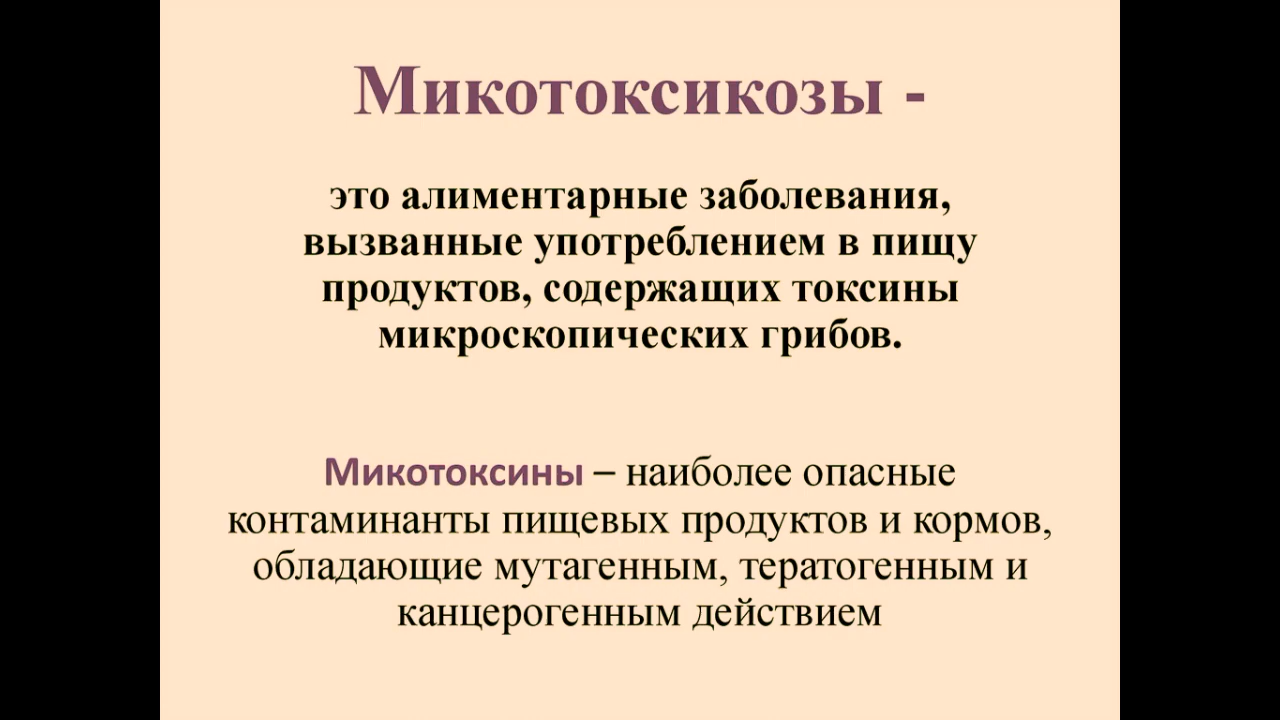 Микотоксикозы -
это алиментарные заболевания,
вызванные употреблением в пищу
продуктов, содержащих токсины
микроскопических грибов.
Микотоксины – наиболее опасные
контаминанты пищевых продуктов и кормов,
обладающие мутагенным, тератогенным и
канцерогенным действием